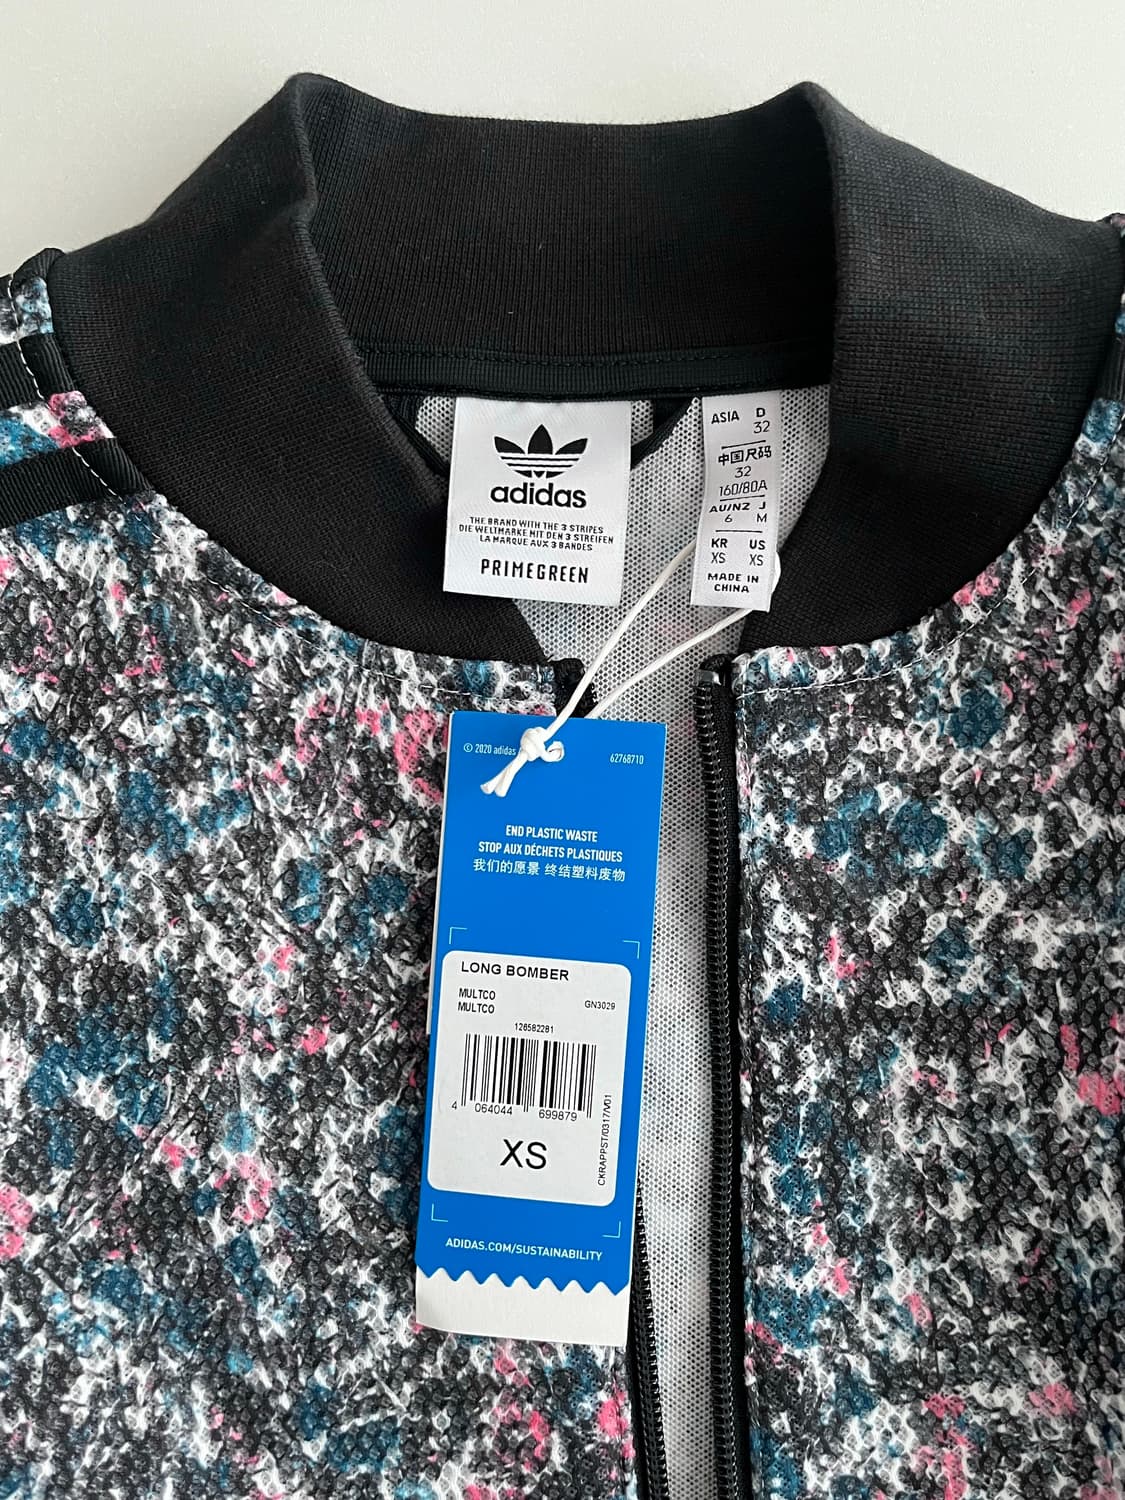 adidas
THE BRAND WITH THE 3 STRIPES
DIE WELTMARKE MIT DEN 3 STREIFEN
LA MARQUE AUX 3 BANDES
PRIMEGREEN
ASIA D
32
中国尺码
32
160/80A
AU/NZ J
6 M
KR US
XS XS
MADE IN
CHINA
© 2020 adidas
62768710
END PLASTIC WASTE
STOP AUX DÉCHETS PLASTIQUES
我们的愿景 终结塑料废物
LONG BOMBER
MULTCO
MULTCO
GN3029
126582281
4 064044 699879
XS
CKRAPPST/0317/V01
ADIDAS.COM/SUSTAINABILITY